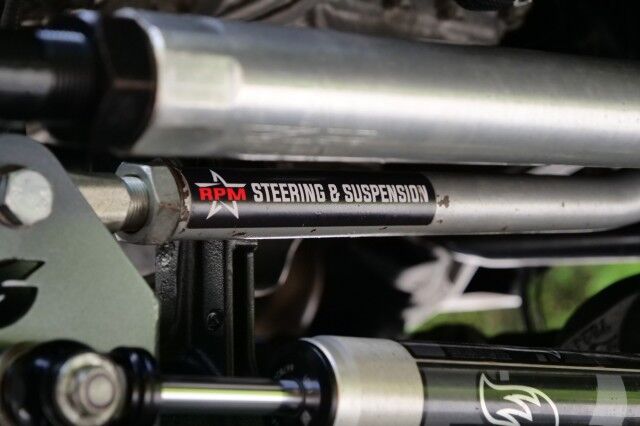 RPM STEERING & SUSPENSION